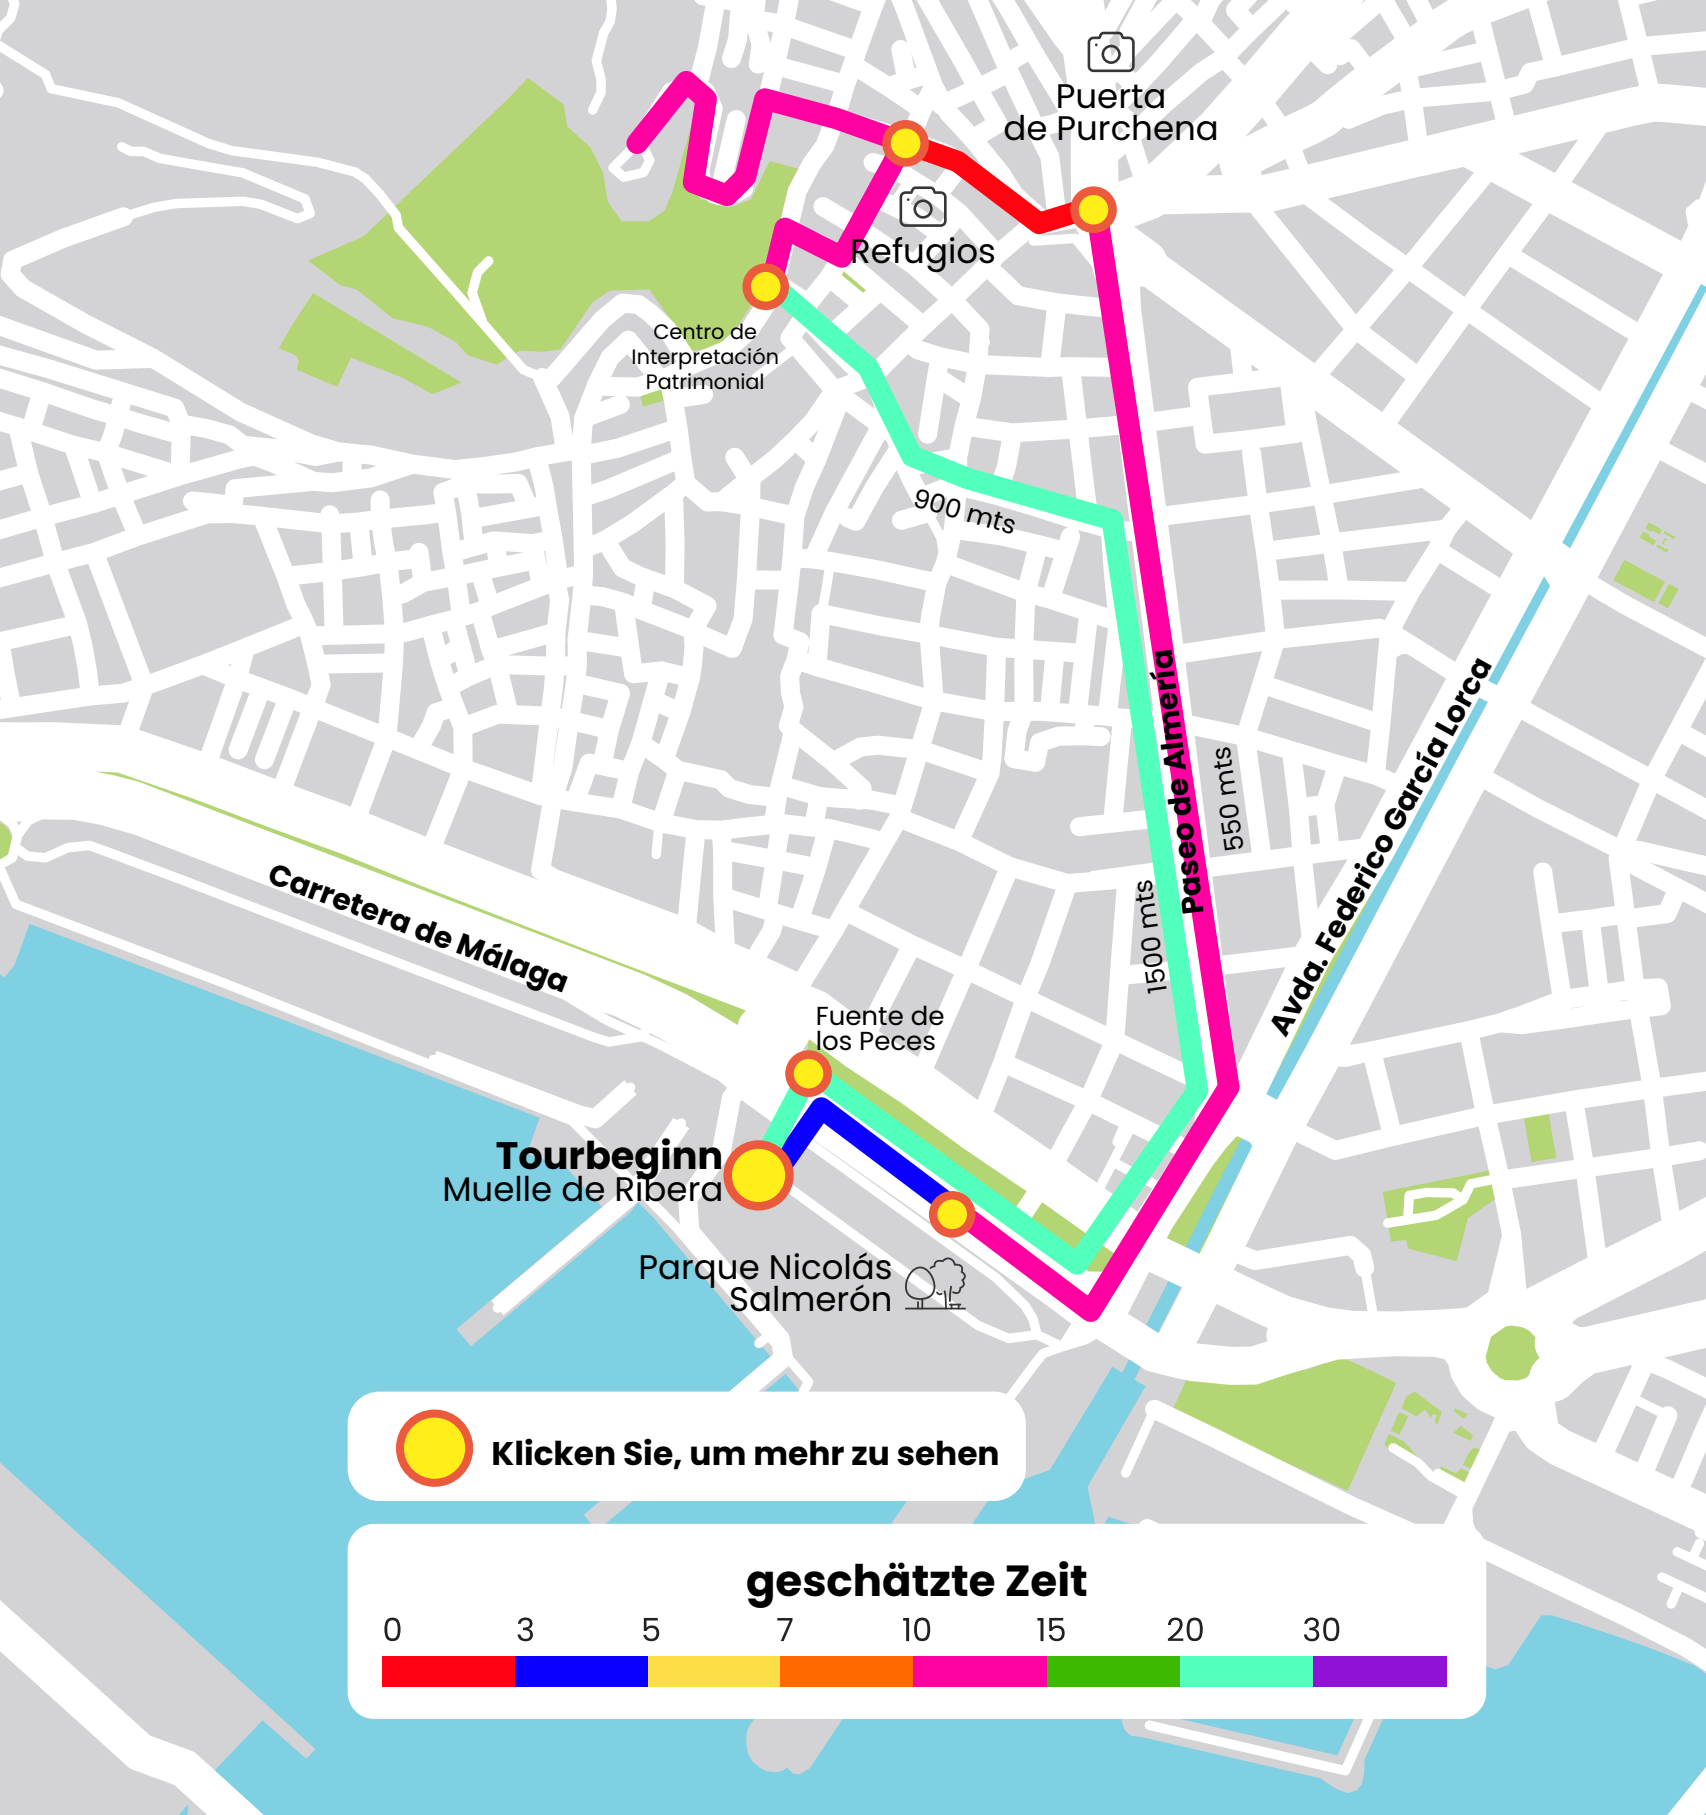 Puerta
de Purchena
Refugios
Centro de
Interpretación
Patrimonial
900 mts
Paseo de Almería
550 mts
1500 mts
Avda. Federico García Lorca
Carretera de Málaga
Fuente de
los Peces
Tourbeginn
Muelle de Ribera
Parque Nicolás
Salmerón
Klicken Sie, um mehr zu sehen
geschätzte Zeit
0 3 5 7 10 15 20 30